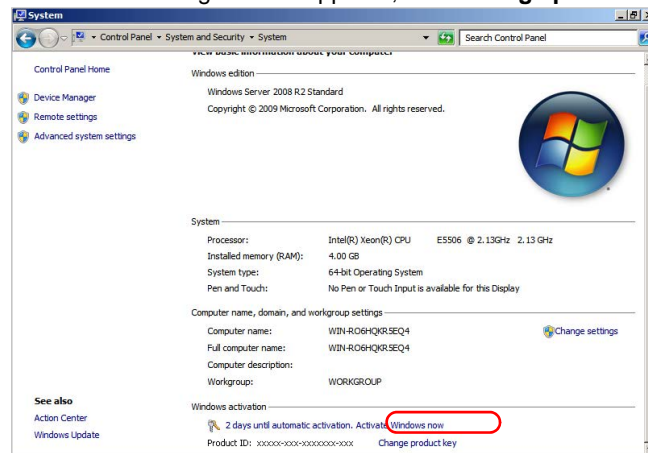 System
Control Panel ▸ System and Security ▸ System
Search Control Panel
Control Panel Home
Device Manager
Remote settings
Advanced system settings
See also
Action Center
Windows Update
View basic information about your computer
Windows edition
Windows Server 2008 R2 Standard
Copyright © 2009 Microsoft Corporation. All rights reserved.
System
Processor: Intel(R) Xeon(R) CPU E5506 @ 2.13GHz 2.13 GHz
Installed memory (RAM): 4.00 GB
System type: 64-bit Operating System
Pen and Touch: No Pen or Touch Input is available for this Display
Computer name, domain, and workgroup settings
Computer name: WIN-RO6HQKRSEQ4
Change settings
Full computer name: WIN-RO6HQKRSEQ4
Computer description:
Workgroup: WORKGROUP
Windows activation
2 days until automatic activation. Activate Windows now
Product ID: xxxxx-xxx-xxxxxxx-xxx Change product key